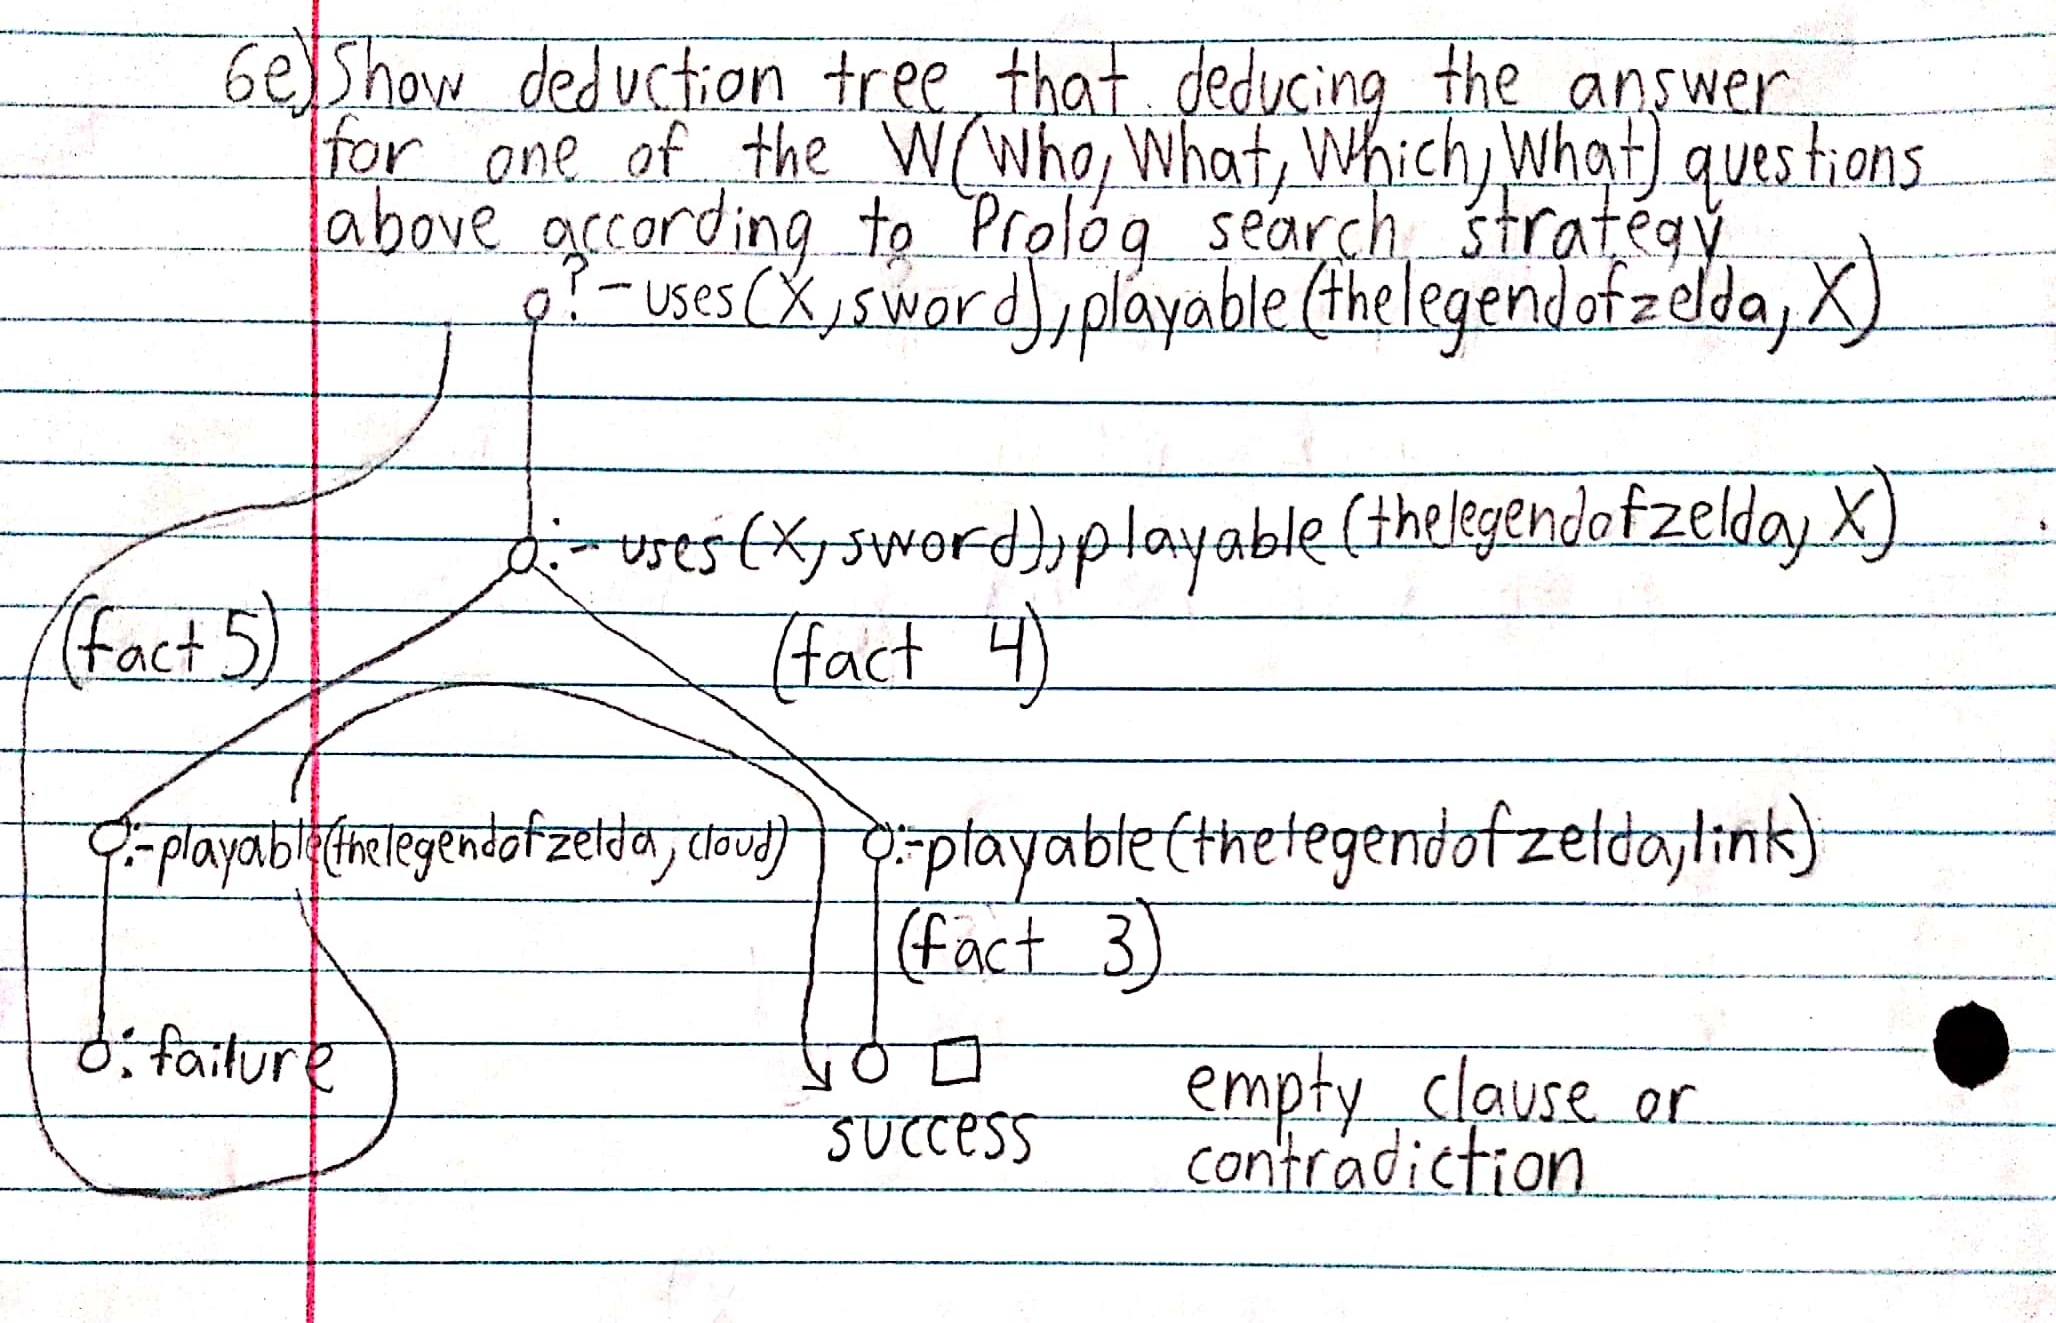 6e) Show deduction tree that deducing the answer
for one of the W(Who, What, Which, What) questions
above according to Prolog search strategy
?-uses(X,sword),playable(thelegendofzelda,X)
:-uses(X,sword),playable(thelegendofzelda,X)
(fact 5) (fact 4)
:-playable(thelegendofzelda,cloud) :-playable(thelegendofzelda,link)
(fact 3)
: failure
success
empty clause or
contradiction